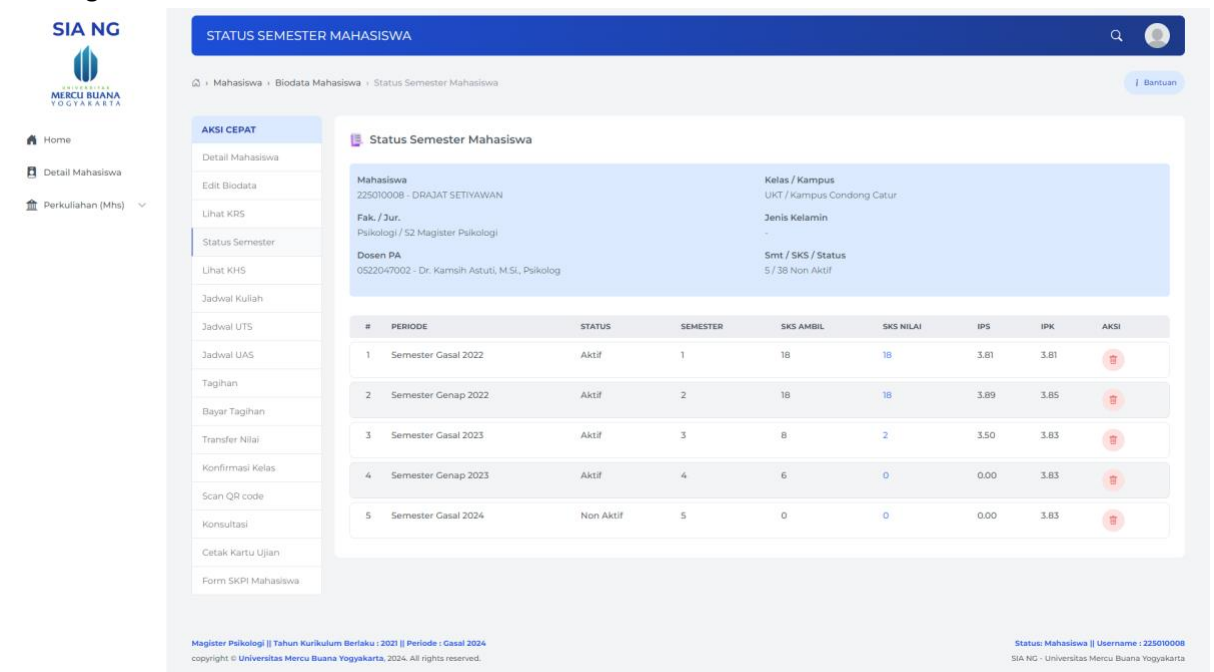 SIA NG
UNIVERSITAS
MERCU BUANA
YOGYAKARTA
Home
Detail Mahasiswa
Perkuliahan (Mhs)
STATUS SEMESTER MAHASISWA
Mahasiswa › Biodata Mahasiswa › Status Semester Mahasiswa
i Bantuan
AKSI CEPAT
Detail Mahasiswa
Edit Biodata
Lihat KRS
Status Semester
Lihat KHS
Jadwal Kuliah
Jadwal UTS
Jadwal UAS
Tagihan
Bayar Tagihan
Transfer Nilai
Konfirmasi Kelas
Scan QR code
Konsultasi
Cetak Kartu Ujian
Form SKPI Mahasiswa
Status Semester Mahasiswa
Mahasiswa
225010008 - DRAJAT SETIYAWAN
Fak. / Jur.
Psikologi / S2 Magister Psikologi
Dosen PA
0522047002 - Dr. Kamsih Astuti, M.Si., Psikolog
Kelas / Kampus
UKT / Kampus Condong Catur
Jenis Kelamin
-
Smt / SKS / Status
5 / 38 Non Aktif
# PERIODE STATUS SEMESTER SKS AMBIL SKS NILAI IPS IPK AKSI
1 Semester Gasal 2022 Aktif 1 18 18 3.81 3.81
2 Semester Genap 2022 Aktif 2 18 18 3.89 3.85
3 Semester Gasal 2023 Aktif 3 8 2 3.50 3.83
4 Semester Genap 2023 Aktif 4 6 0 0.00 3.83
5 Semester Gasal 2024 Non Aktif 5 0 0 0.00 3.83
Magister Psikologi || Tahun Kurikulum Berlaku : 2021 || Periode : Gasal 2024
copyright © Universitas Mercu Buana Yogyakarta, 2024. All rights reserved.
Status: Mahasiswa || Username : 225010008
SIA NG - Universitas Mercu Buana Yogyakarta